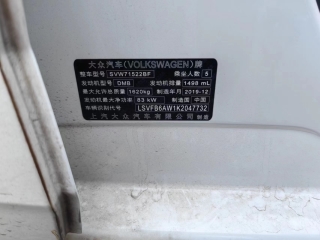 大众汽车(VOLKSWAGEN)牌
整车型号 SVW71522BF 乘坐人数 5
发动机型号 DMB 发动机排量 1498 mL
最大允许总质量 1620kg 制造年月 2019-12
发动机最大净功率 83 kW 制造国 中国
车辆识别代号 LSVFB6AW1K2047732
上汽大众汽车有限公司 制造